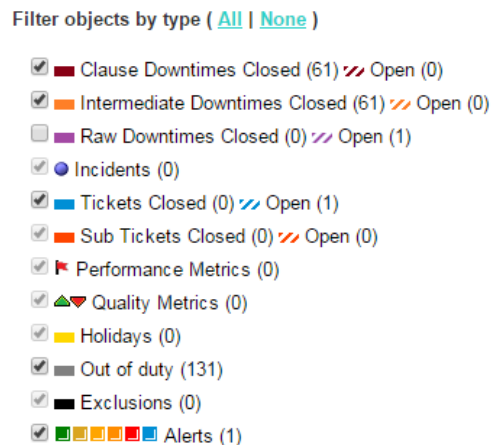 Filter objects by type ( All | None )
Clause Downtimes Closed (61) Open (0)
Intermediate Downtimes Closed (61) Open (0)
Raw Downtimes Closed (0) Open (1)
Incidents (0)
Tickets Closed (0) Open (1)
Sub Tickets Closed (0) Open (0)
Performance Metrics (0)
Quality Metrics (0)
Holidays (0)
Out of duty (131)
Exclusions (0)
Alerts (1)